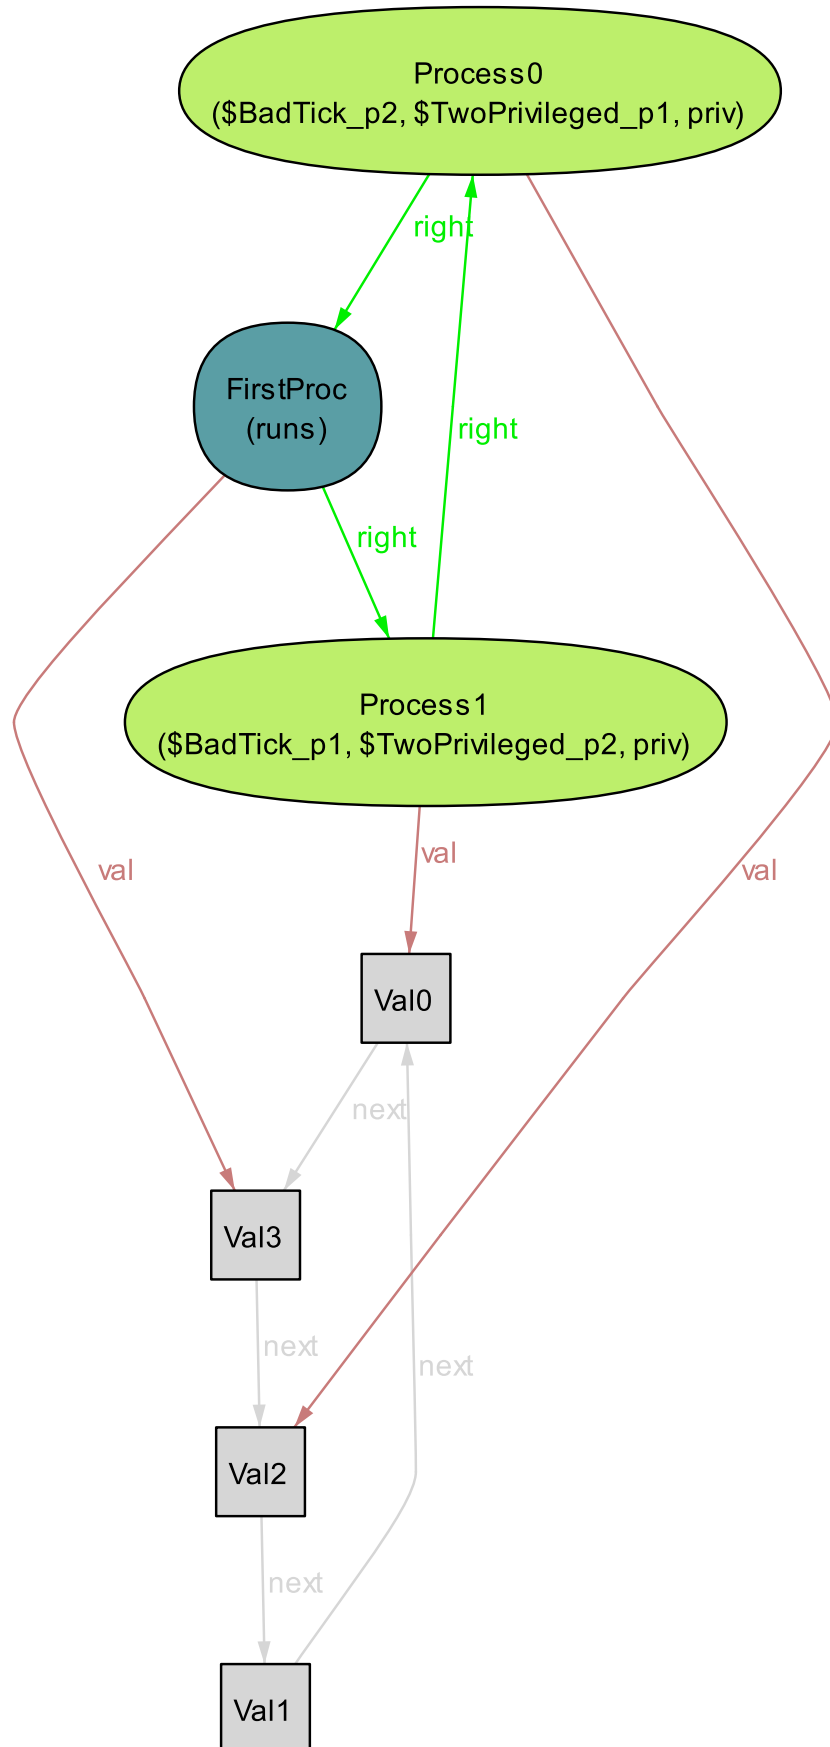 Process0
($BadTick_p2, $TwoPrivileged_p1, priv)
right
FirstProc
(runs)
right
right
Process1
($BadTick_p1, $TwoPrivileged_p2, priv)
val
val
val
Val0
next
Val3
next
next
Val2
next
Val1